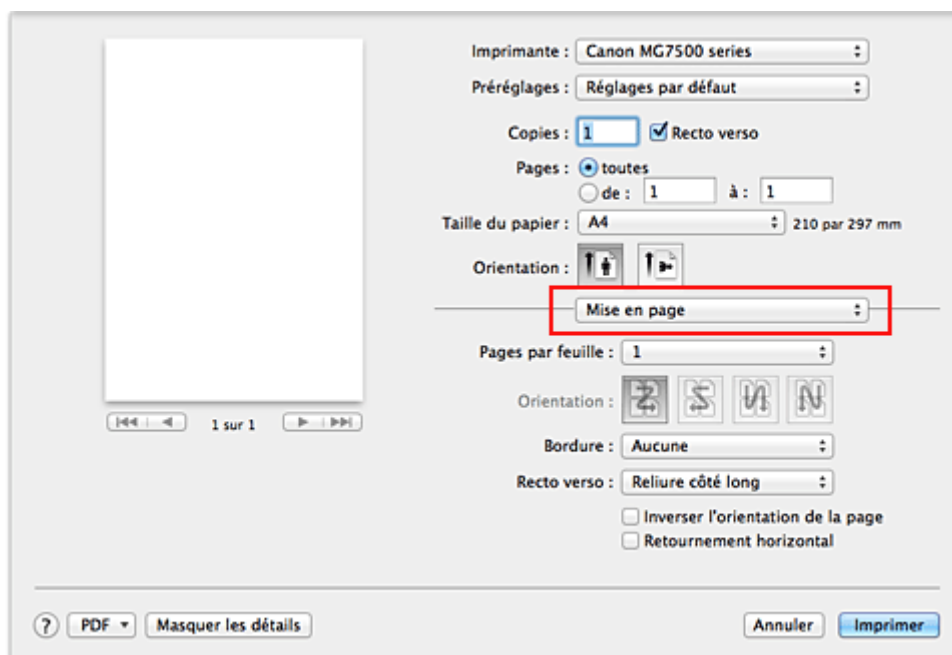 Imprimante : Canon MG7500 series
Préréglages : Réglages par défaut
Copies : 1 Recto verso
Pages : toutes
de : 1 à : 1
Taille du papier : A4 210 par 297 mm
Orientation :
Mise en page
Pages par feuille : 1
Orientation :
1 sur 1
Bordure : Aucune
Recto verso : Reliure côté long
Inverser l'orientation de la page
Retournement horizontal
? PDF Masquer les détails Annuler Imprimer